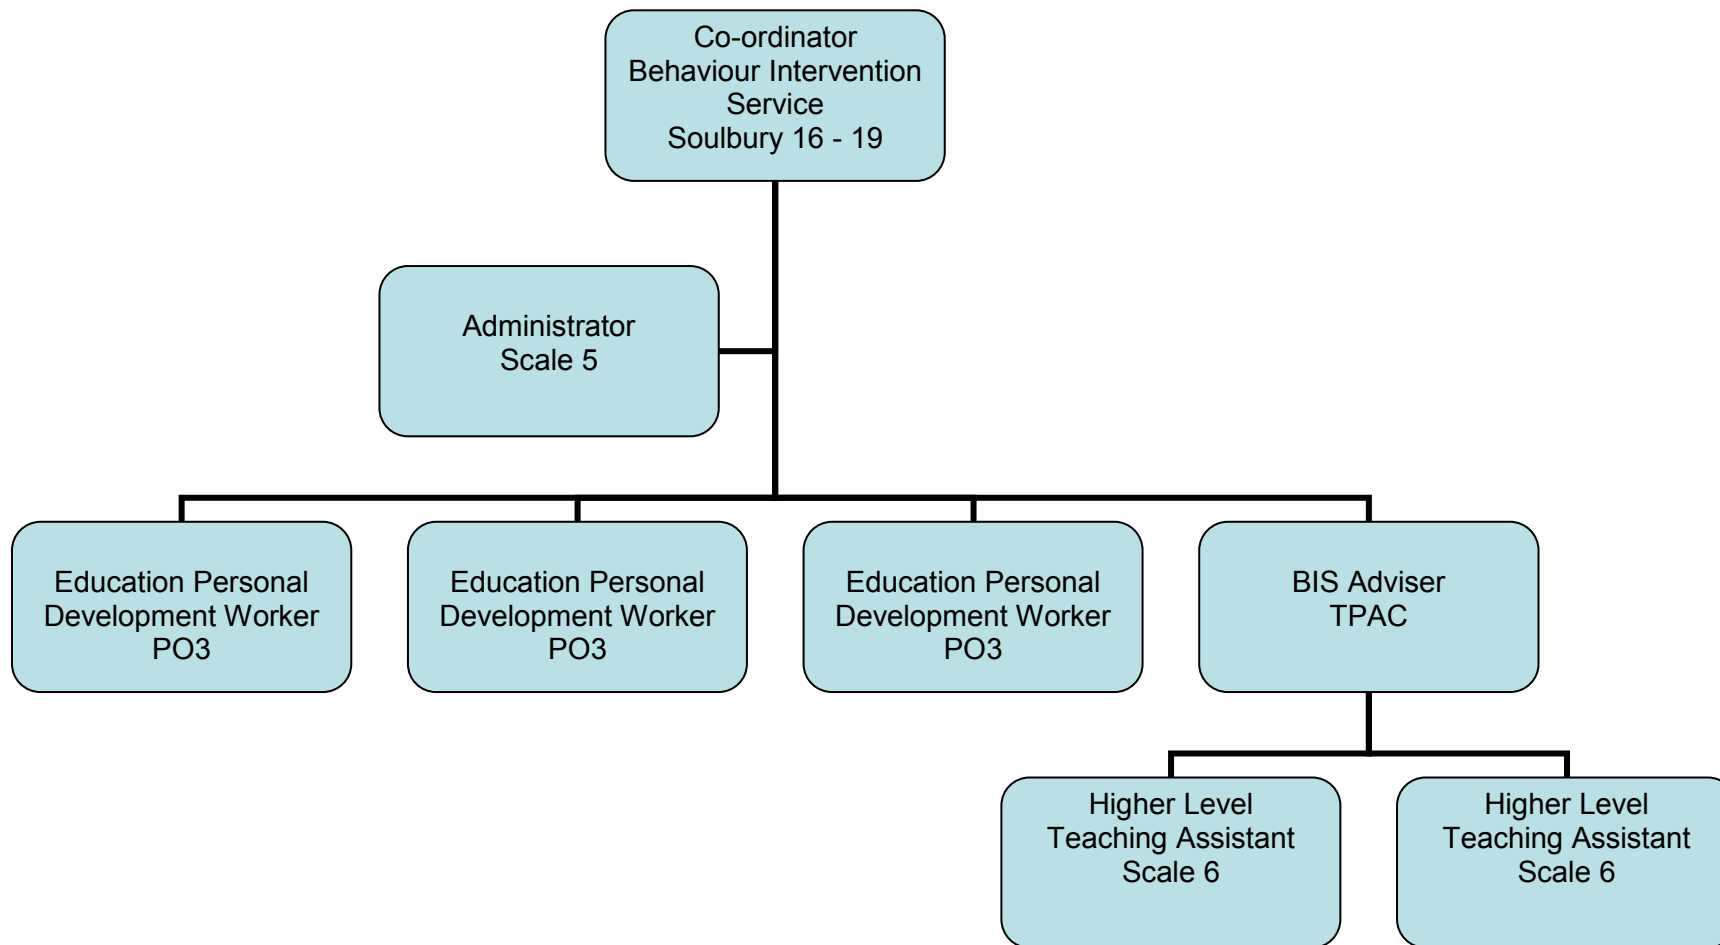 Co-ordinator
Behaviour Intervention
Service
Soulbury 16 - 19
Administrator
Scale 5
Education Personal
Development Worker
PO3
Education Personal
Development Worker
PO3
Education Personal
Development Worker
PO3
BIS Adviser
TPAC
Higher Level
Teaching Assistant
Scale 6
Higher Level
Teaching Assistant
Scale 6